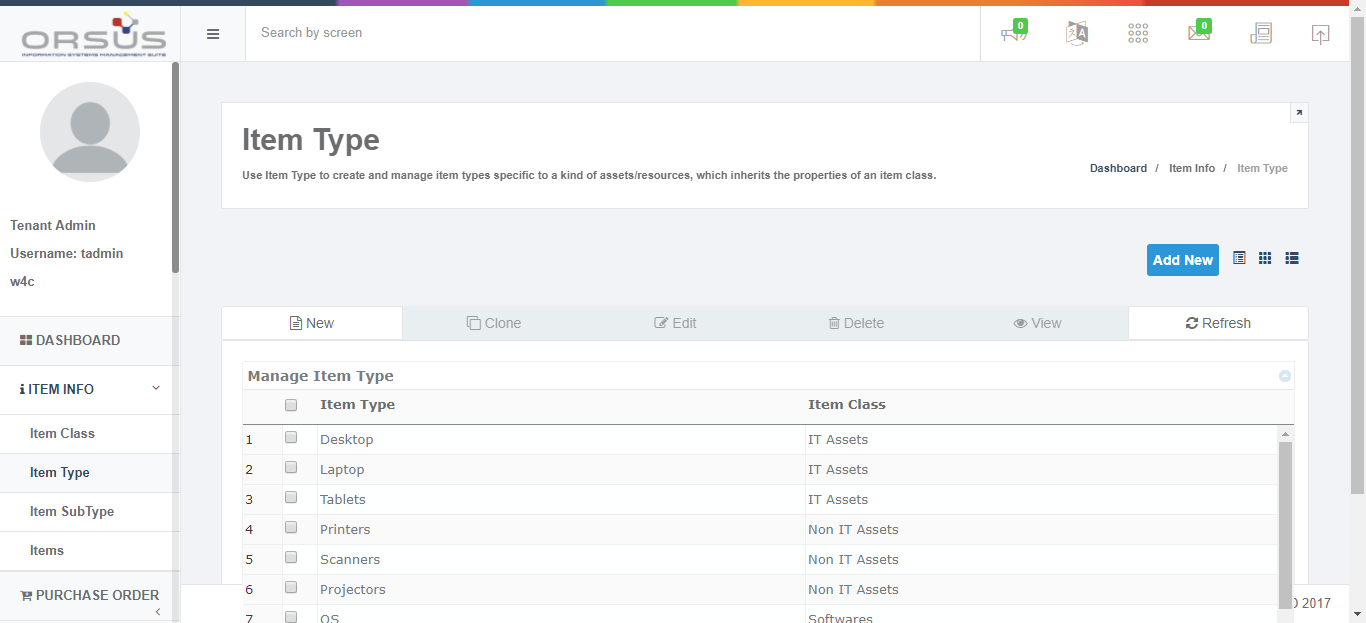 ORSUS
INFORMATION SYSTEMS MANAGEMENT SUITE
Search by screen
0
A
0
Tenant Admin
Username: tadmin
w4c
DASHBOARD
ITEM INFO
Item Class
Item Type
Item SubType
Items
PURCHASE ORDER
Item Type
Use Item Type to create and manage item types specific to a kind of assets/resources, which inherits the properties of an item class.
Dashboard / Item Info / Item Type
Add New
New Clone Edit Delete View Refresh
Manage Item Type
Item Type Item Class
1 Desktop IT Assets
2 Laptop IT Assets
3 Tablets IT Assets
4 Printers Non IT Assets
5 Scanners Non IT Assets
6 Projectors Non IT Assets
7 OS Softwares
2017